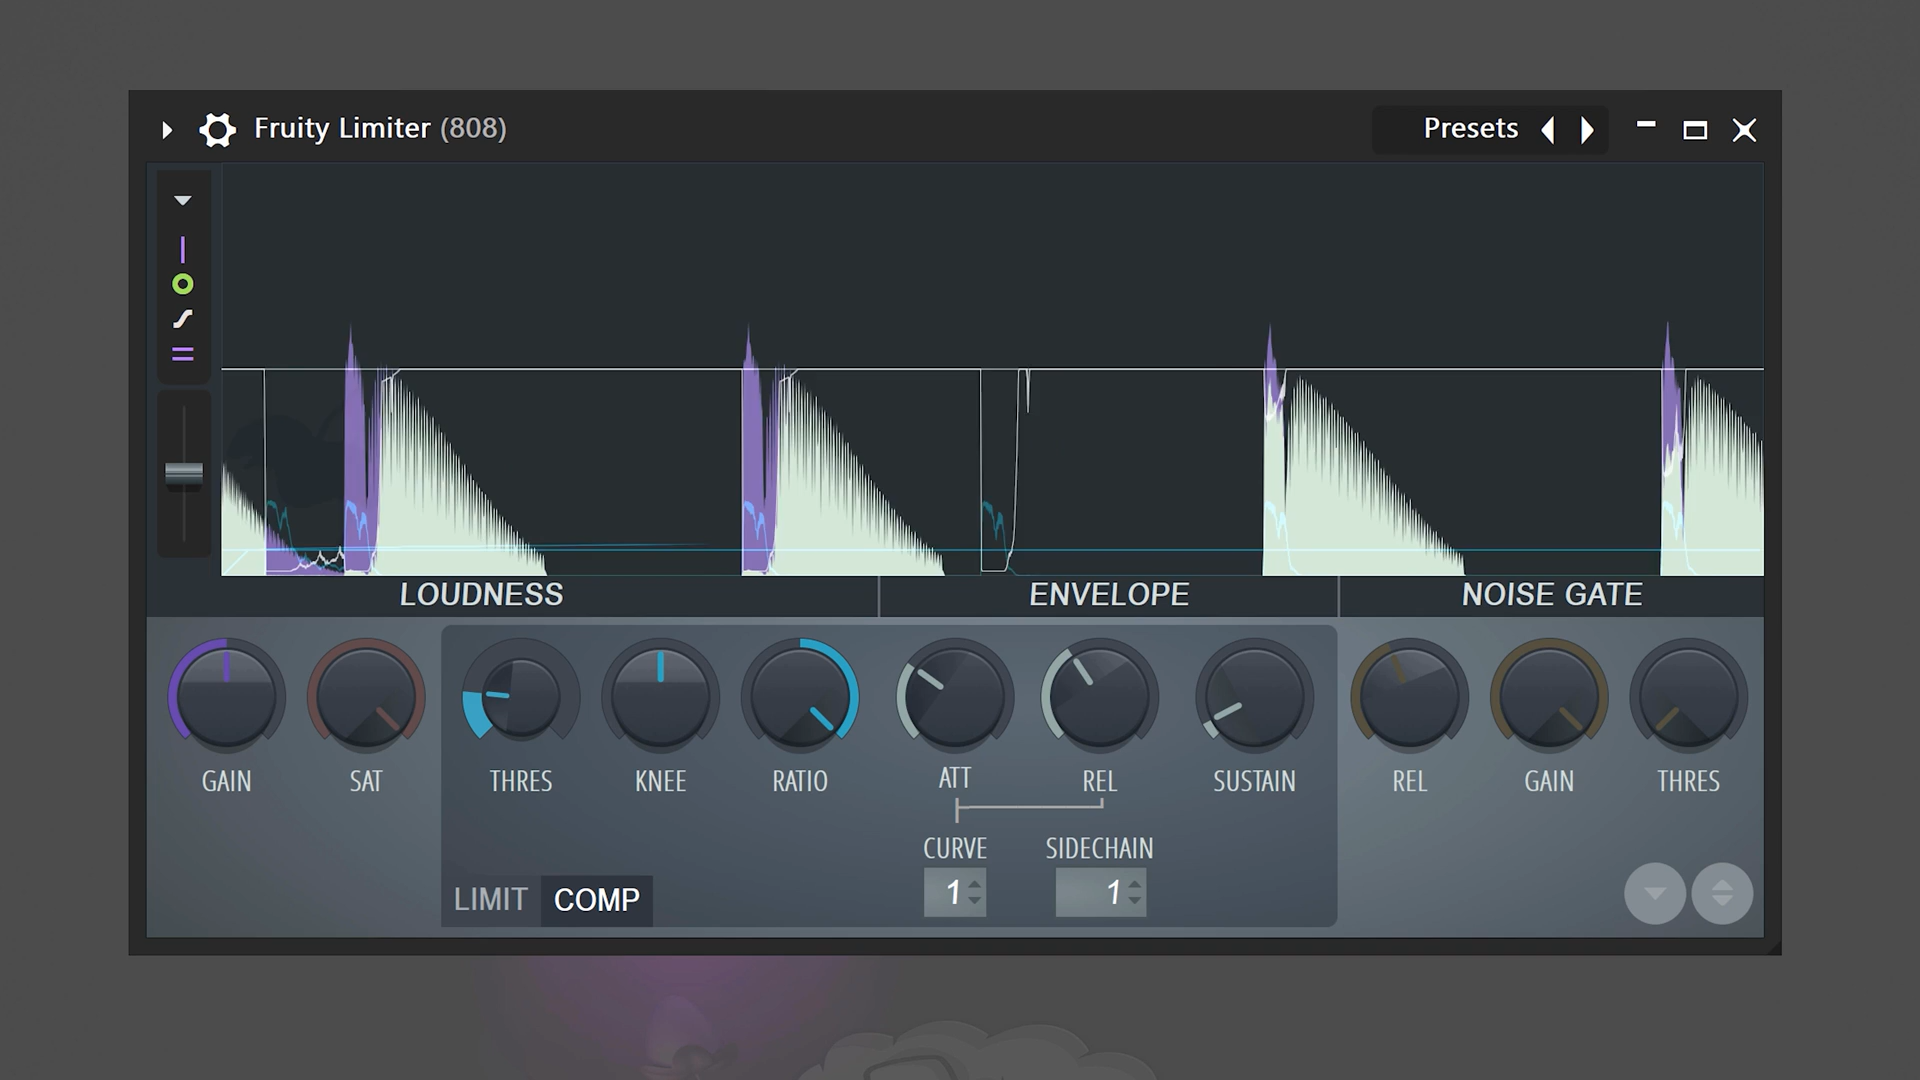 Fruity Limiter (808)
Presets
LOUDNESS
ENVELOPE
NOISE GATE
GAIN
SAT
THRES
KNEE
RATIO
ATT
REL
SUSTAIN
REL
GAIN
THRES
CURVE
SIDECHAIN
1
1
LIMIT
COMP